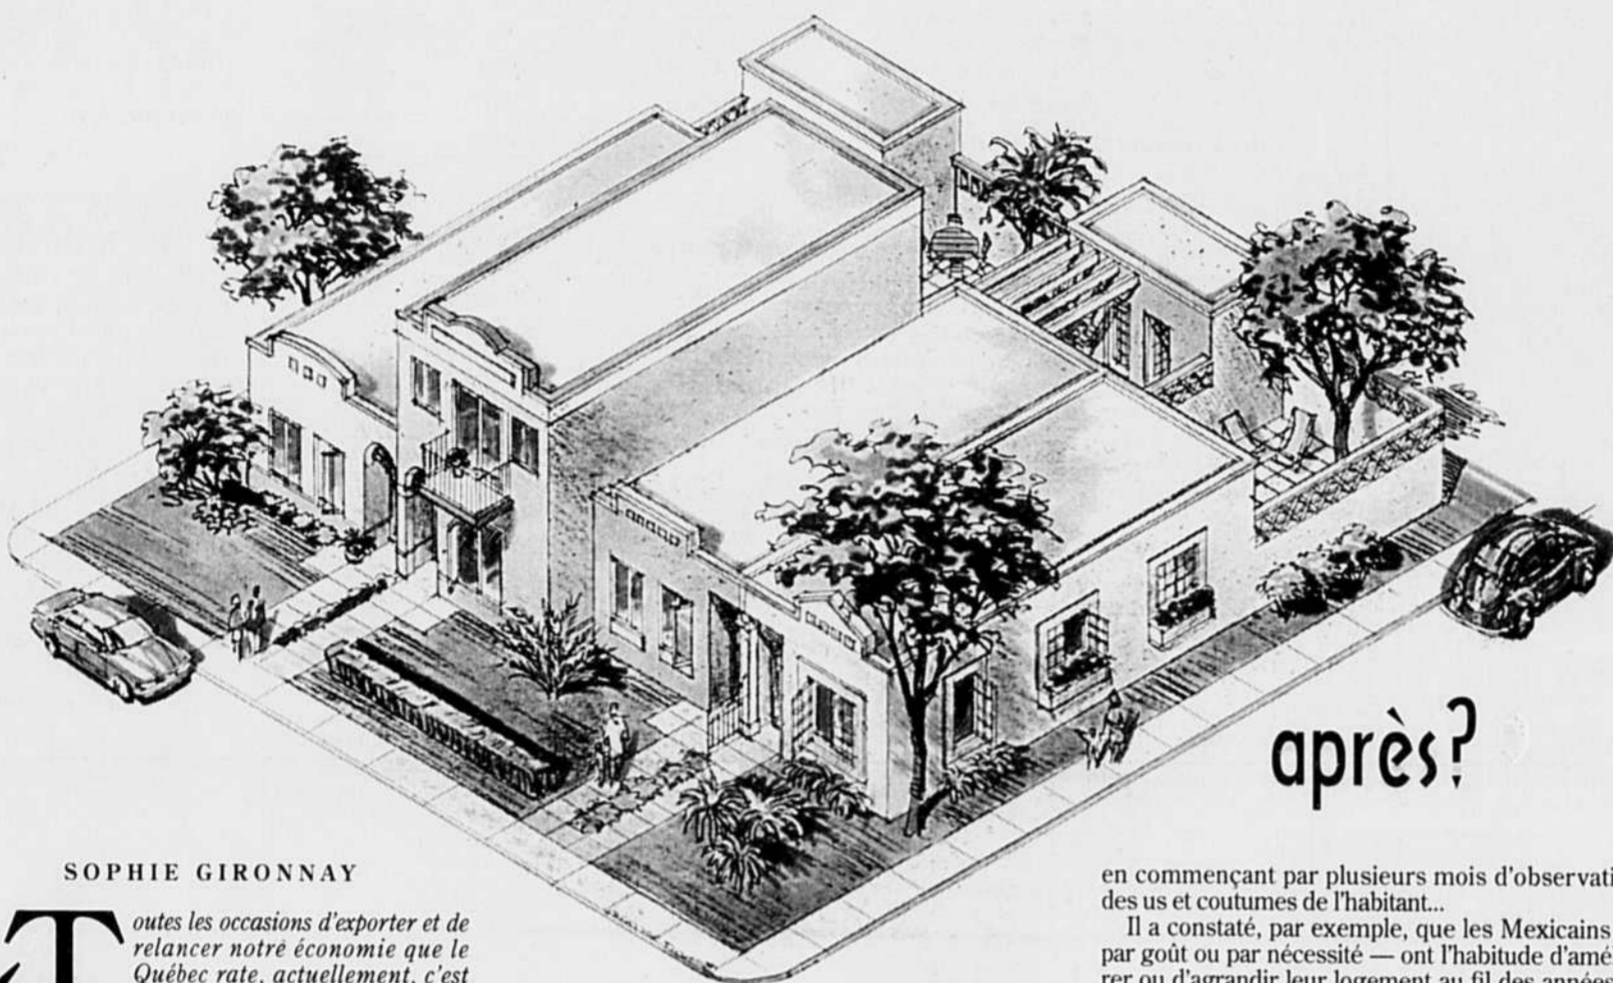 après?
SOPHIE GIRONNAY
Toutes les occasions d'exporter et de
relancer notre économie que le
Québec rate, actuellement, c'est
en commençant par plusieurs mois d'observati
des us et coutumes de l'habitant...
Il a constaté, par exemple, que les Mexicains
par goût ou par nécessité — ont l'habitude d'amé
rer ou d'agrandir leur logement au fil des années